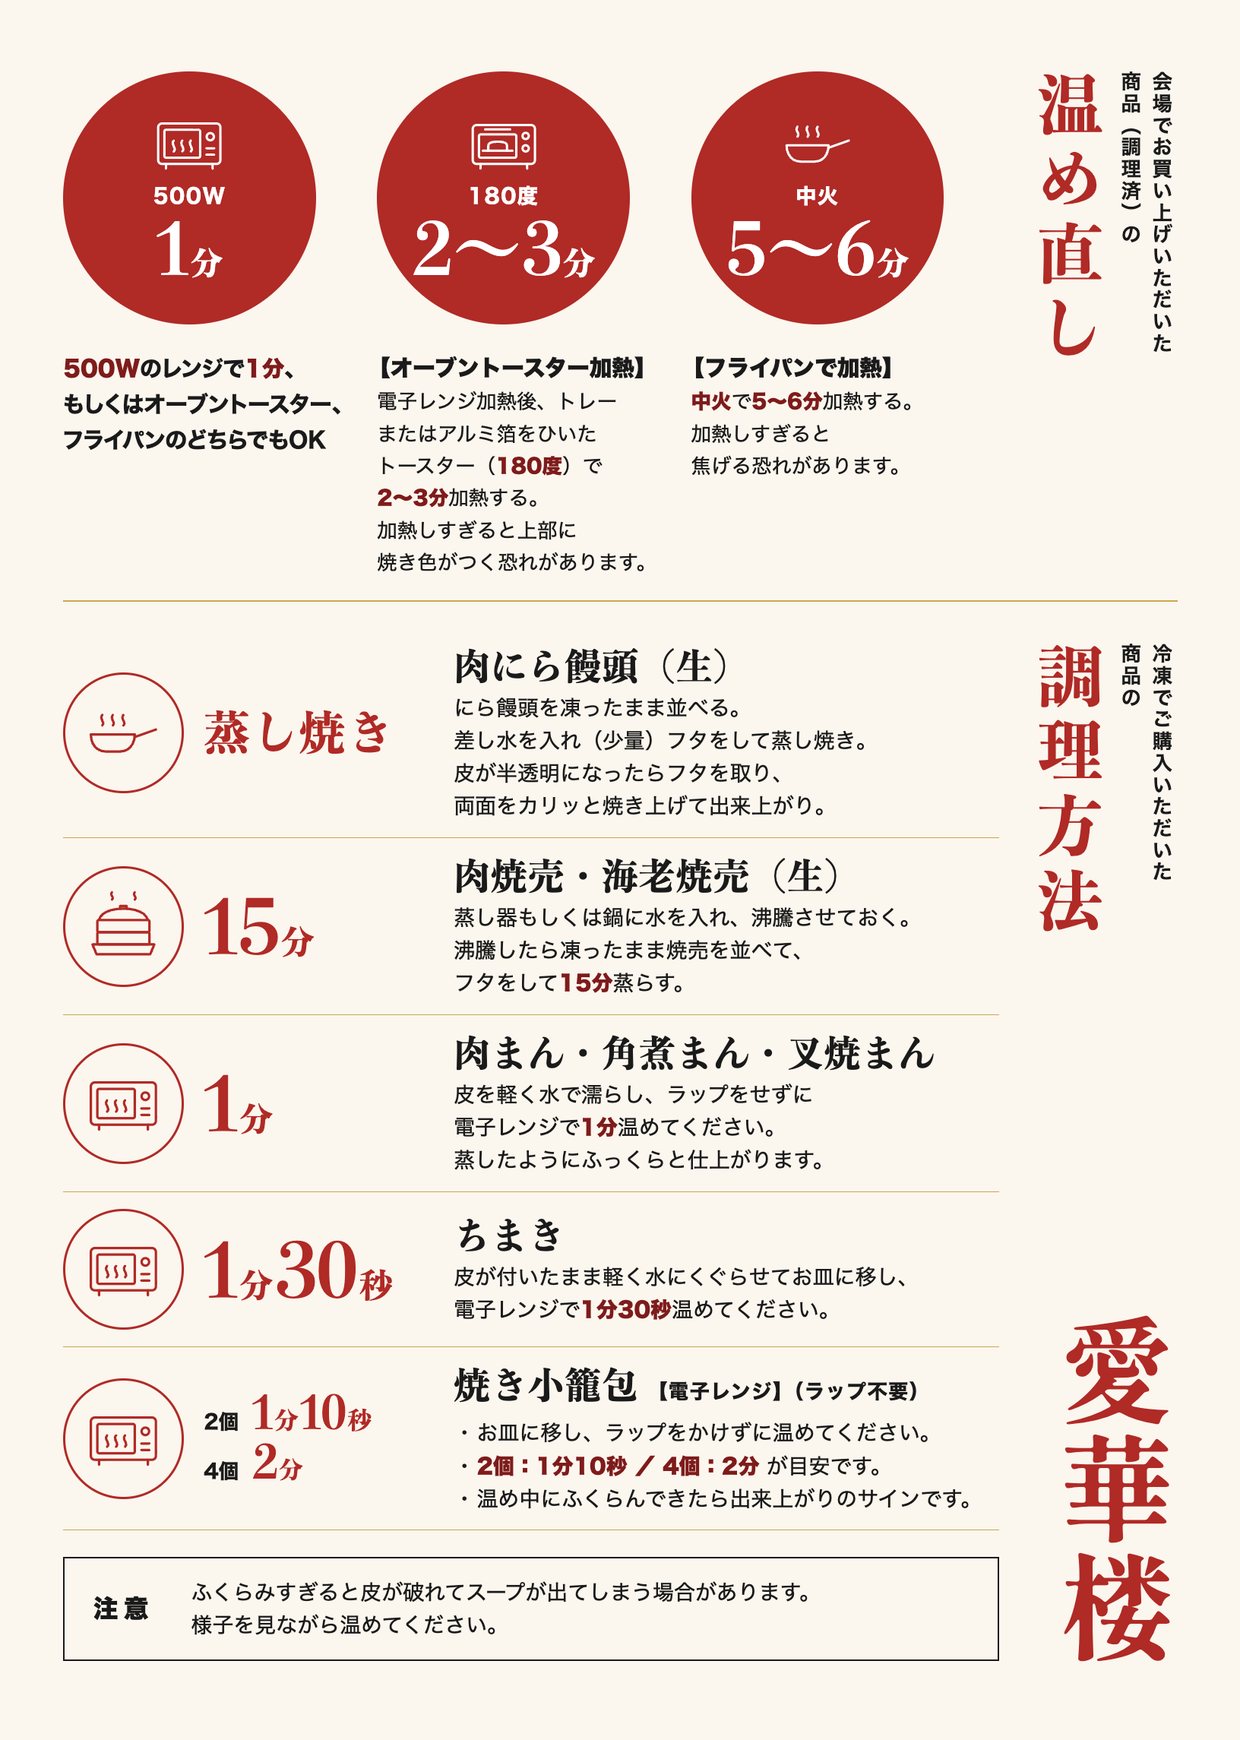 会場でお買い上げいただいた
商品（調理済）の
温め直し
500W
1分
500Wのレンジで1分、
もしくはオーブントースター、
フライパンのどちらでもOK
180度
2〜3分
【オーブントースター加熱】
電子レンジ加熱後、トレー
またはアルミ箔をひいた
トースター（180度）で
2〜3分加熱する。
加熱しすぎると上部に
焼き色がつく恐れがあります。
中火
5〜6分
【フライパンで加熱】
中火で5〜6分加熱する。
加熱しすぎると
焦げる恐れがあります。
冷凍でご購入いただいた
商品の
調理方法
蒸し焼き
肉にら饅頭（生）
にら饅頭を凍ったまま並べる。
差し水を入れ（少量）フタをして蒸し焼き。
皮が半透明になったらフタを取り、
両面をカリッと焼き上げて出来上がり。
15分
肉焼売・海老焼売（生）
蒸し器もしくは鍋に水を入れ、沸騰させておく。
沸騰したら凍ったまま焼売を並べて、
フタをして15分蒸らす。
1分
肉まん・角煮まん・叉焼まん
皮を軽く水で濡らし、ラップをせずに
電子レンジで1分温めてください。
蒸したようにふっくらと仕上がります。
1分30秒
ちまき
皮が付いたまま軽く水にくぐらせてお皿に移し、
電子レンジで1分30秒温めてください。
2個 1分10秒
4個 2分
焼き小籠包 【電子レンジ】（ラップ不要）
・お皿に移し、ラップをかけずに温めてください。
・2個：1分10秒 ／ 4個：2分 が目安です。
・温め中にふくらんできたら出来上がりのサインです。
注意
ふくらみすぎると皮が破れてスープが出てしまう場合があります。
様子を見ながら温めてください。
愛華楼